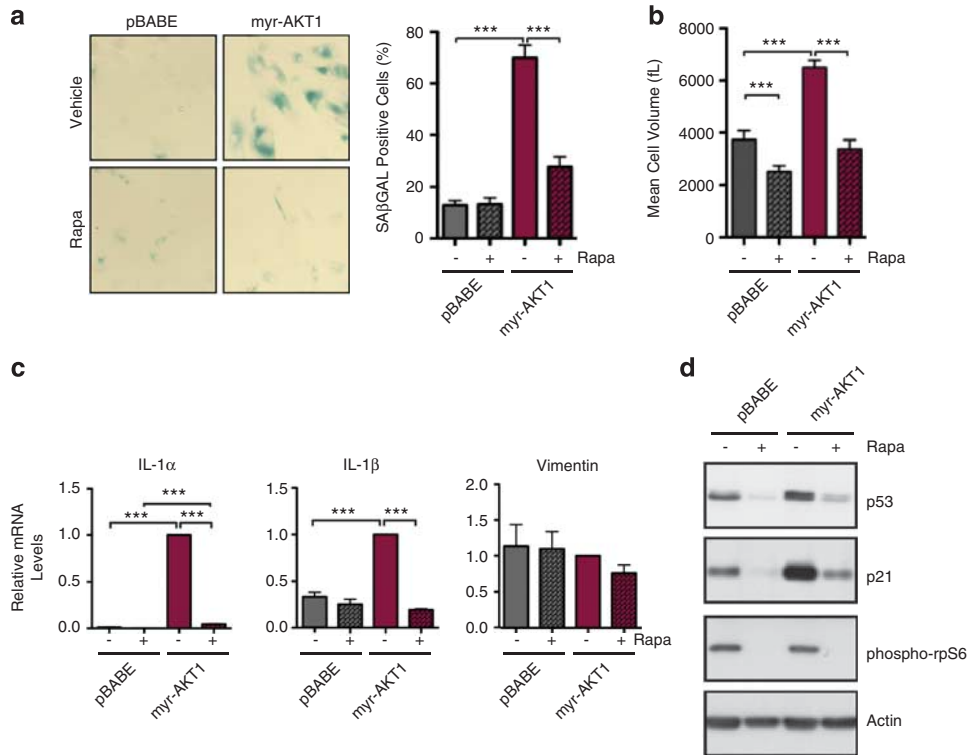 a
pBABE
myr-AKT1
Vehicle
Rapa
SAβGAL Positive Cells (%)
80
60
40
20
0
***
***
- + - + Rapa
pBABE
myr-AKT1
b
Mean Cell Volume (fL)
8000
6000
4000
2000
0
***
***
***
- + - + Rapa
pBABE
myr-AKT1
c
Relative mRNA
Levels
IL-1α
1.5
1.0
0.5
0.0
***
***
***
- + - +
pBABE
myr-AKT1
IL-1β
1.5
1.0
0.5
0.0
***
***
- + - +
pBABE
myr-AKT1
Vimentin
2.0
1.5
1.0
0.5
0.0
- + - + Rapa
pBABE
myr-AKT1
d
pBABE
myr-AKT1
- + - + Rapa
p53
p21
phospho-rpS6
Actin